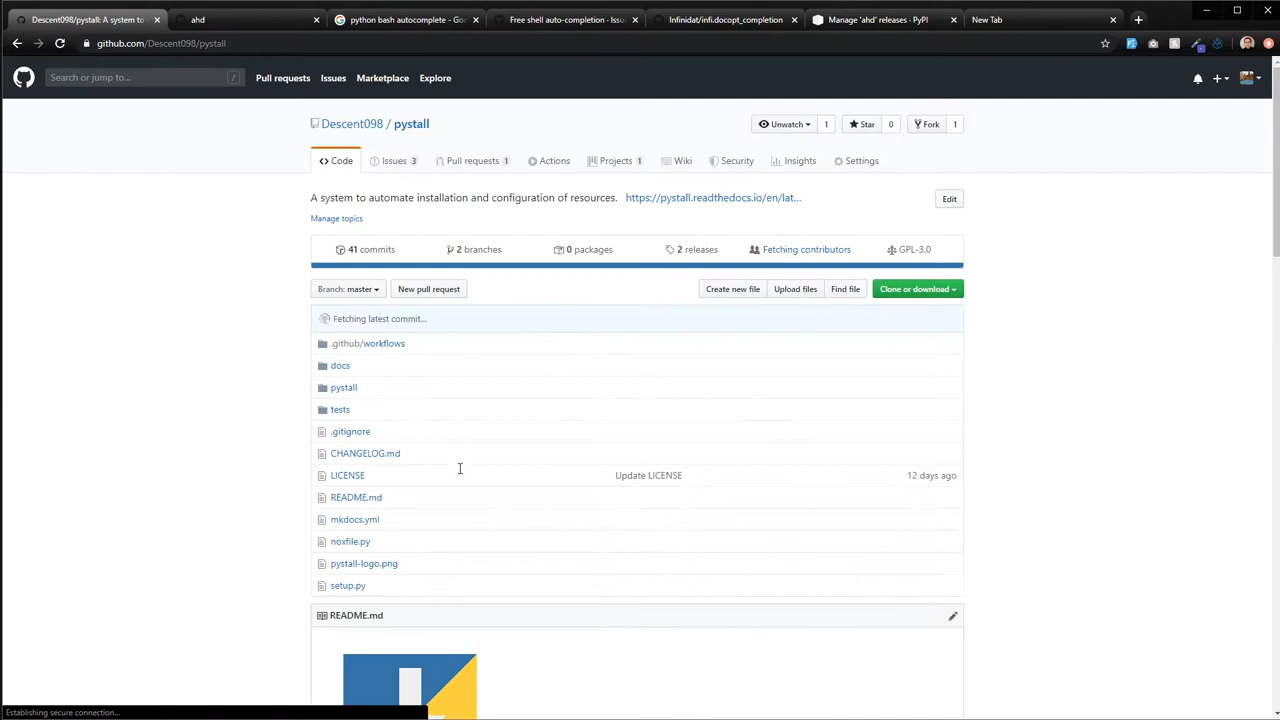 Descent098/pystall: A system to
ahd
python bash autocomplete - Goo
Free shell auto-completion · Issu
Infinidat/infi.docopt_completion
Manage 'ahd' releases · PyPI
New Tab
github.com/Descent098/pystall
Search or jump to...
/
Pull requests
Issues
Marketplace
Explore
Descent098 / pystall
Unwatch
1
Star
0
Fork
1
Code
Issues 3
Pull requests 1
Actions
Projects 1
Wiki
Security
Insights
Settings
A system to automate installation and configuration of resources. https://pystall.readthedocs.io/en/lat...
Edit
Manage topics
41 commits
2 branches
0 packages
2 releases
Fetching contributors
GPL-3.0
Branch: master
New pull request
Create new file
Upload files
Find file
Clone or download
Fetching latest commit...
.github/workflows
docs
pystall
tests
.gitignore
CHANGELOG.md
LICENSE
Update LICENSE
12 days ago
README.md
mkdocs.yml
noxfile.py
pystall-logo.png
setup.py
README.md
Establishing secure connection...